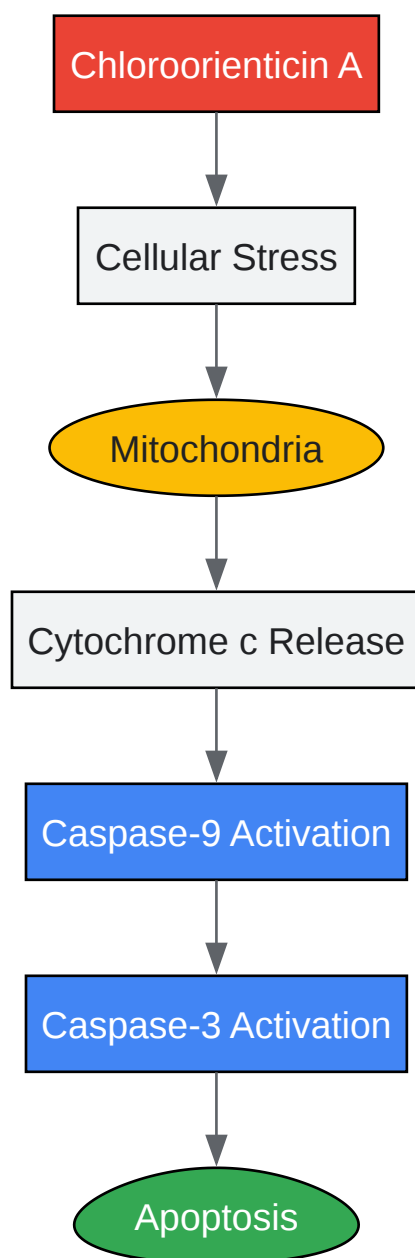 Chloroorienticin A
Cellular Stress
Mitochondria
Cytochrome c Release
Caspase-9 Activation
Caspase-3 Activation
Apoptosis